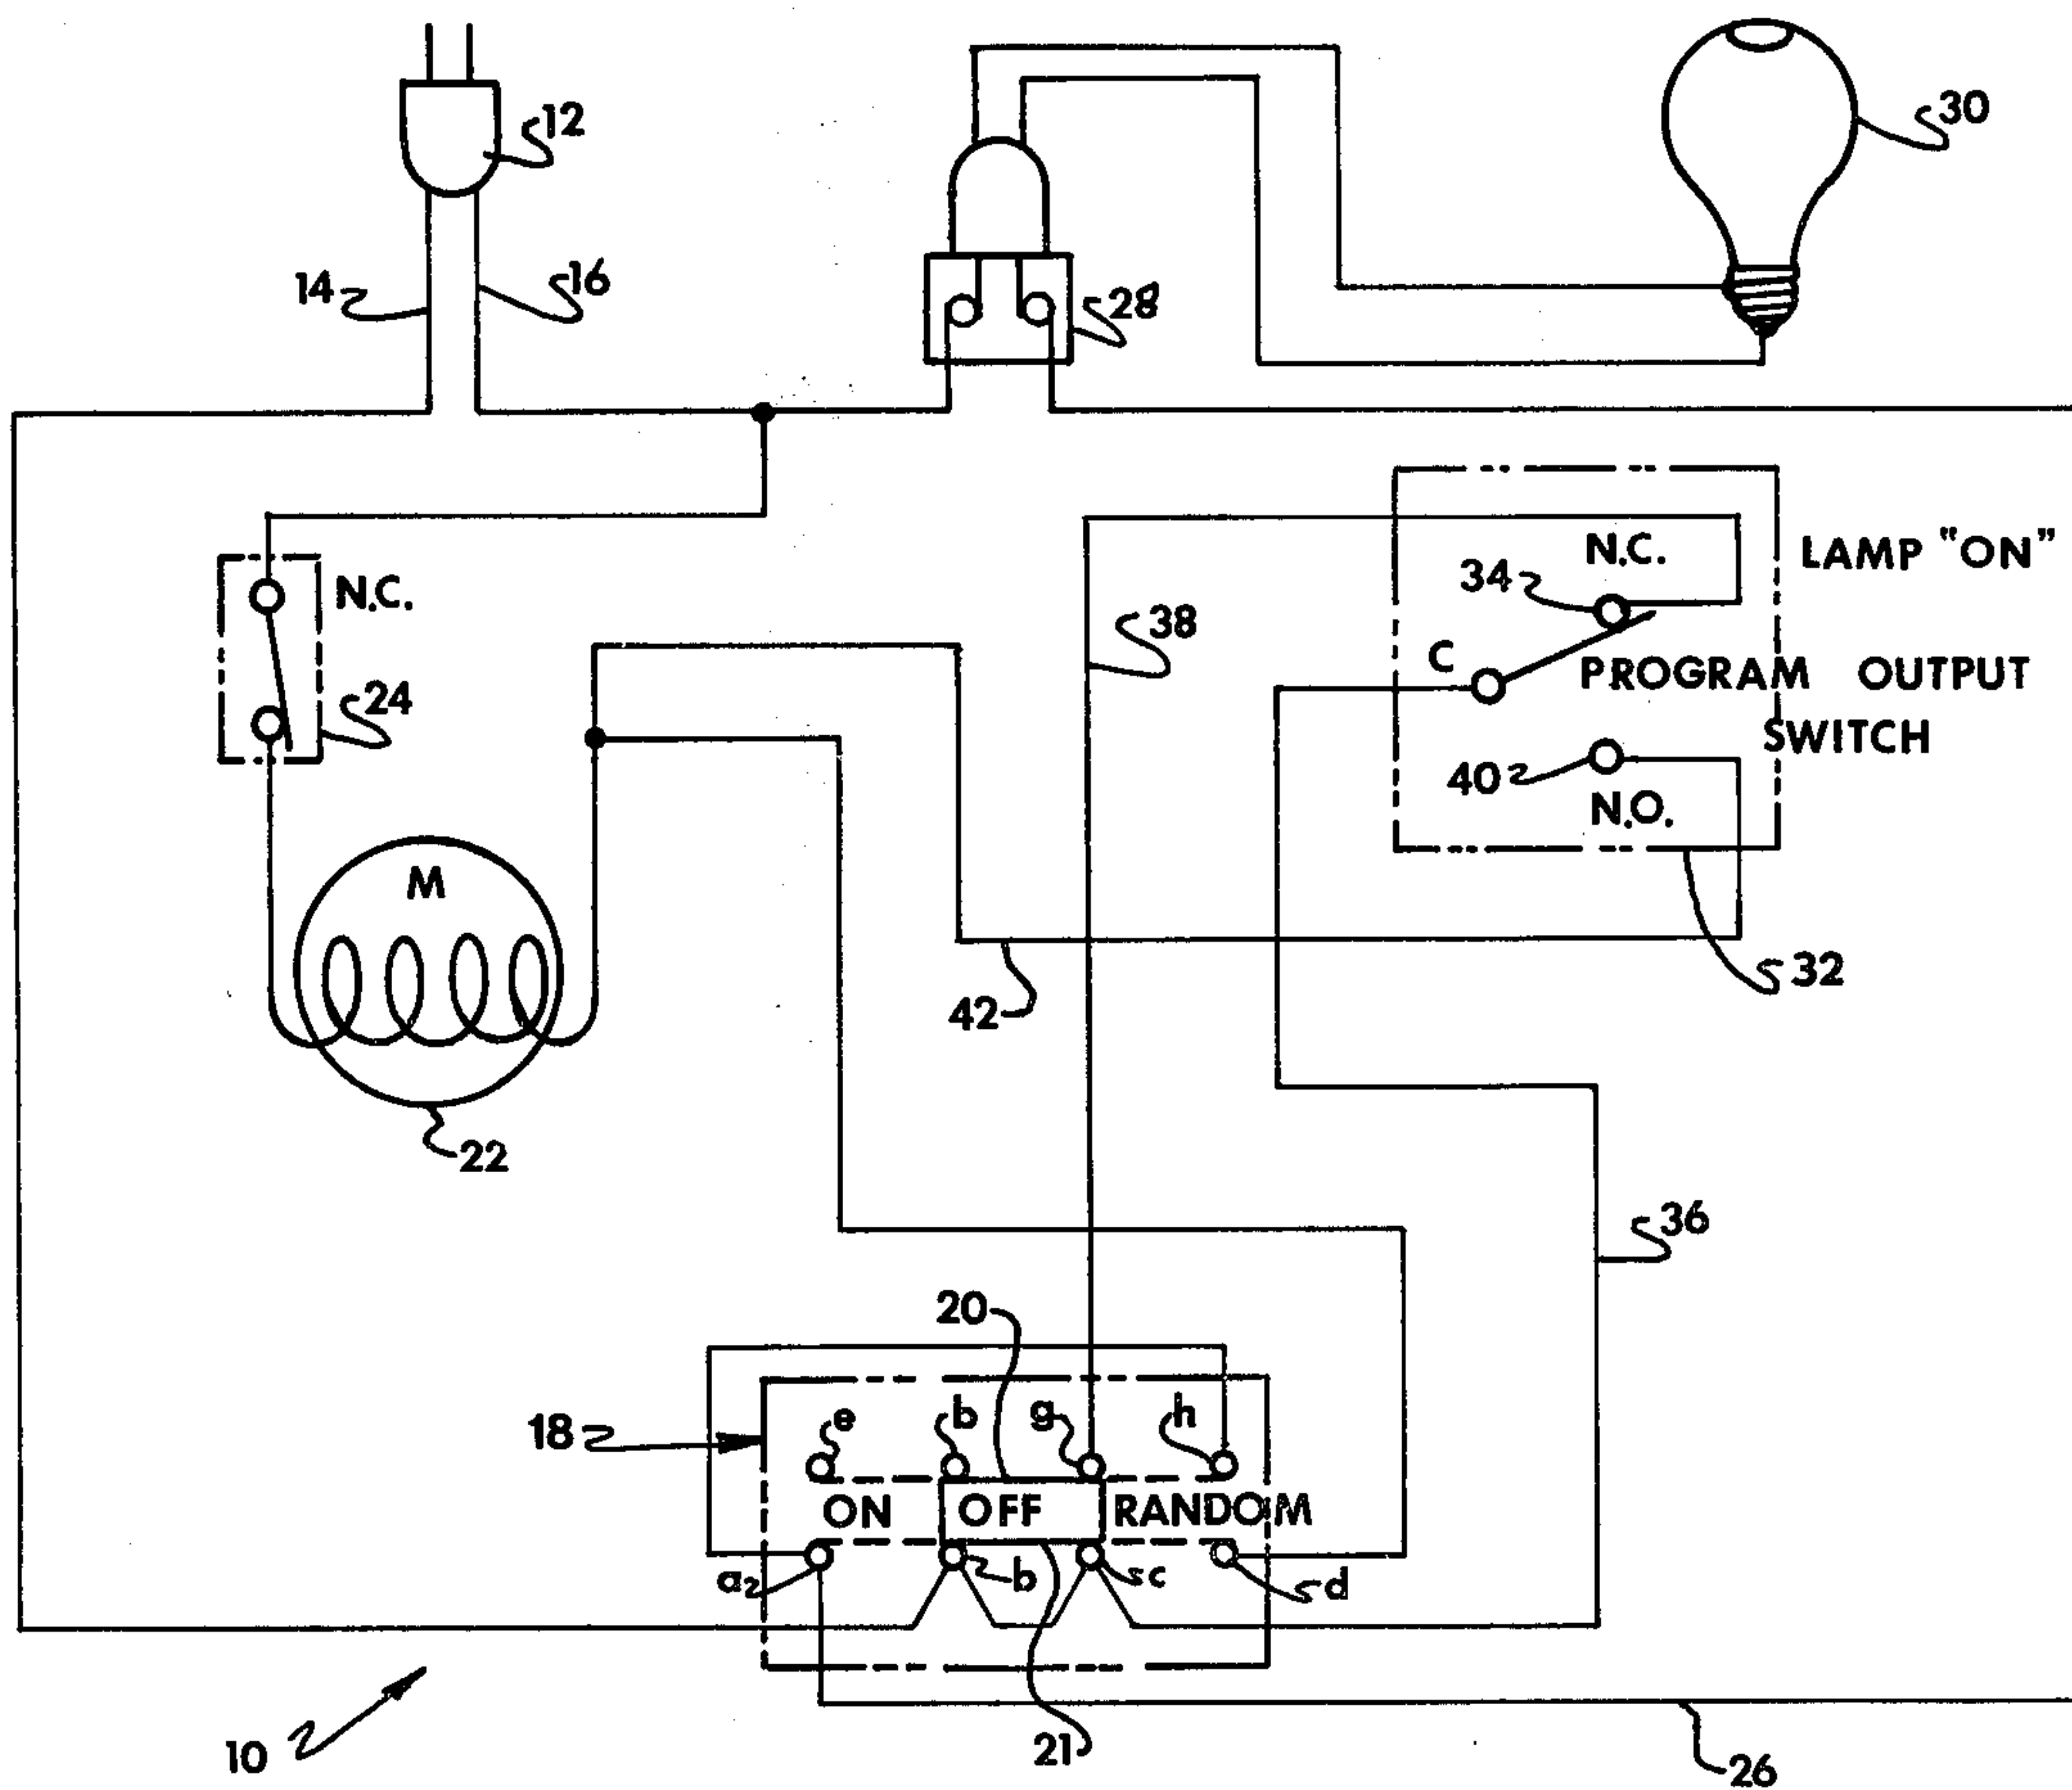 12
30
14
16
28
N.C.
LAMP "ON"
34
N.C.
38
C
PROGRAM OUTPUT
24
SWITCH
40
N.O.
M
42
32
22
36
20
18
e
b
g
h
ON
OFF
RANDOM
a
b
c
d
10
21
26